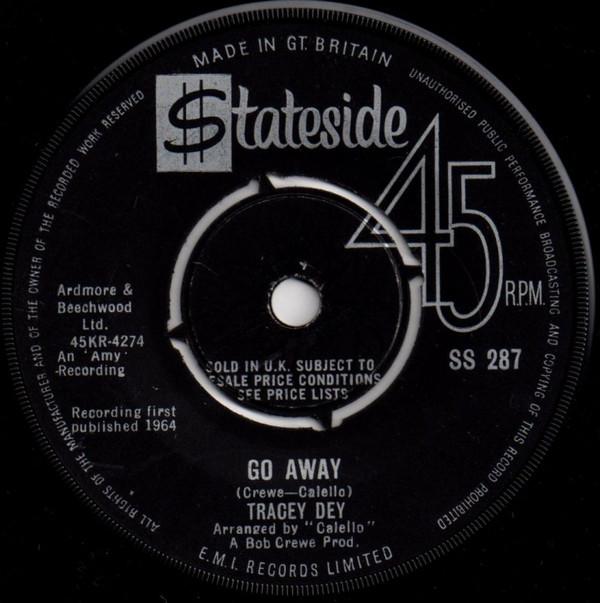 MADE IN GT. BRITAIN
UNAUTHORISED PUBLIC PERFORMANCE BROADCASTING AND COPYING OF THIS RECORD PROHIBITED
ALL RIGHTS OF THE MANUFACTURER AND OF THE OWNER OF THE RECORDED WORK RESERVED
$tateside
45 R.P.M.
Ardmore &
Beechwood
Ltd.
45KR-4274
An 'Amy'
-Recording
SS 287
SOLD IN U.K. SUBJECT TO
RESALE PRICE CONDITIONS
SEE PRICE LISTS
Recording first
published 1964
GO AWAY
(Crewe—Calello)
TRACEY DEY
Arranged by "Calello"
A Bob Crewe Prod.
E.M.I. RECORDS LIMITED